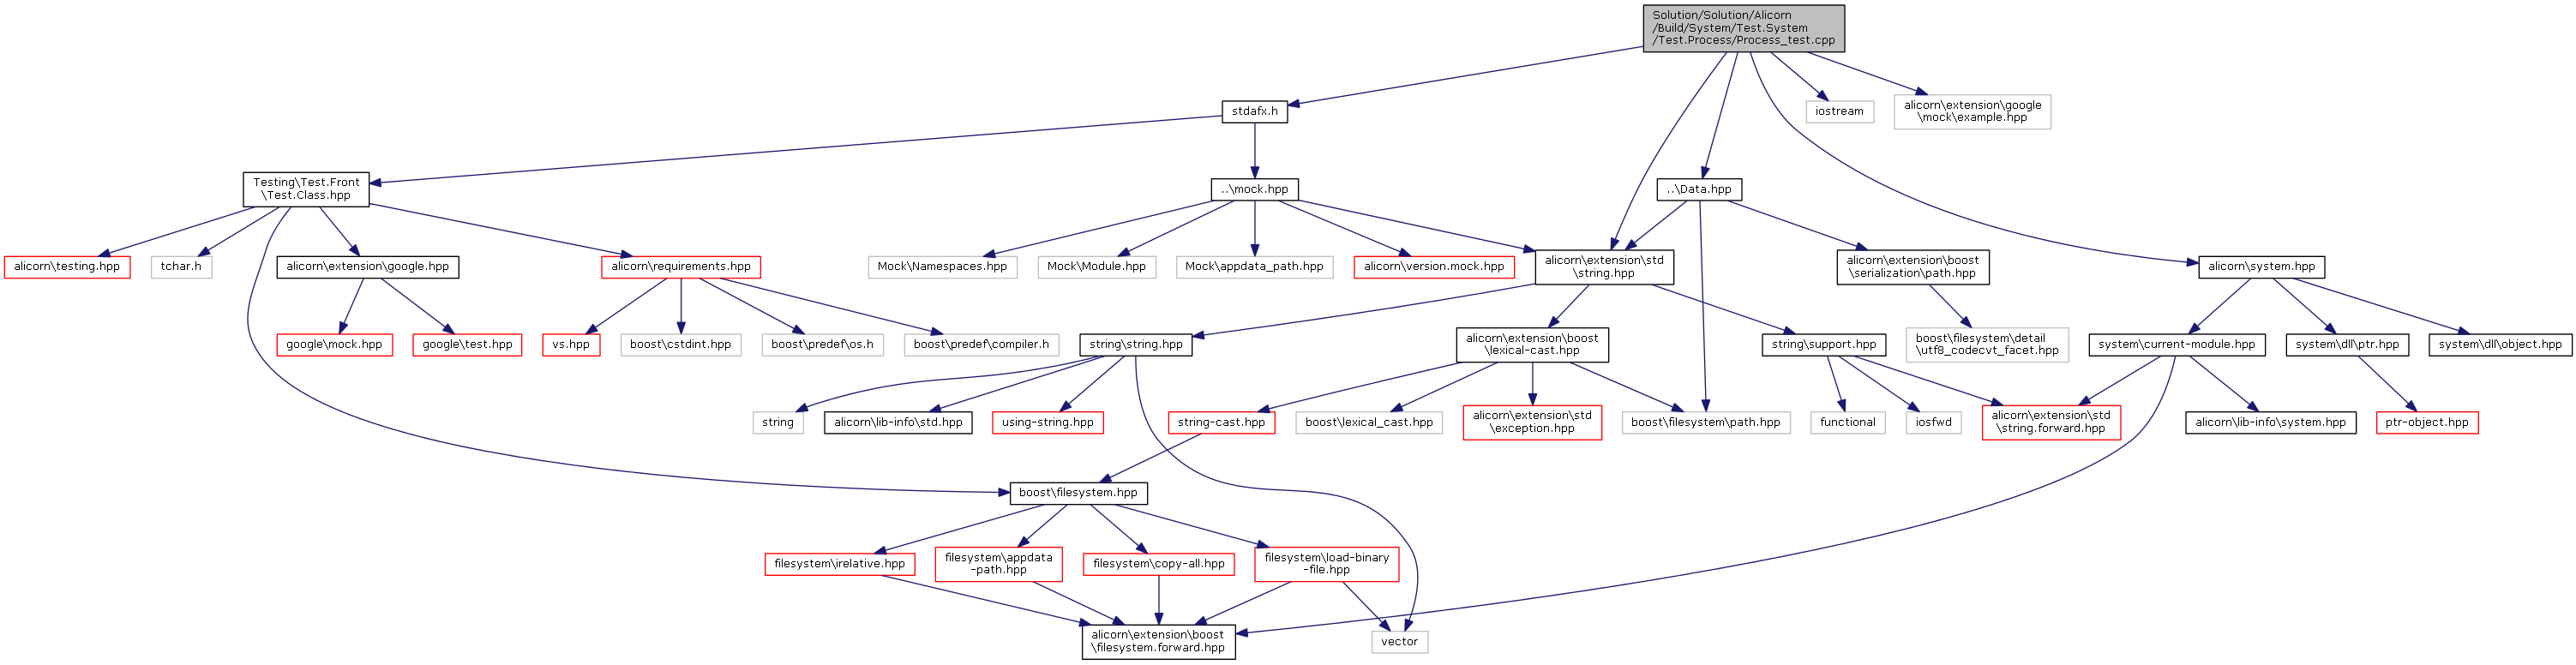 Solution/Solution/Alicorn
/Build/System/Test.System
/Test.Process/Process_test.cpp
stdafx.h
iostream
alicorn\extension\google
\mock\example.hpp
Testing\Test.Front
\Test.Class.hpp
..\mock.hpp
..\Data.hpp
alicorn\testing.hpp
tchar.h
alicorn\extension\google.hpp
alicorn\requirements.hpp
Mock\Namespaces.hpp
Mock\Module.hpp
Mock\appdata_path.hpp
alicorn\version.mock.hpp
alicorn\extension\std
\string.hpp
alicorn\extension\boost
\serialization\path.hpp
alicorn\system.hpp
google\mock.hpp
google\test.hpp
vs.hpp
boost\cstdint.hpp
boost\predef\os.h
boost\predef\compiler.h
string\string.hpp
alicorn\extension\boost
\lexical-cast.hpp
string\support.hpp
boost\filesystem\detail
\utf8_codecvt_facet.hpp
system\current-module.hpp
system\dll\ptr.hpp
system\dll\object.hpp
string
alicorn\lib-info\std.hpp
using-string.hpp
string-cast.hpp
boost\lexical_cast.hpp
alicorn\extension\std
\exception.hpp
boost\filesystem\path.hpp
functional
iosfwd
alicorn\extension\std
\string.forward.hpp
alicorn\lib-info\system.hpp
ptr-object.hpp
boost\filesystem.hpp
filesystem\irelative.hpp
filesystem\appdata
-path.hpp
filesystem\copy-all.hpp
filesystem\load-binary
-file.hpp
alicorn\extension\boost
\filesystem.forward.hpp
vector